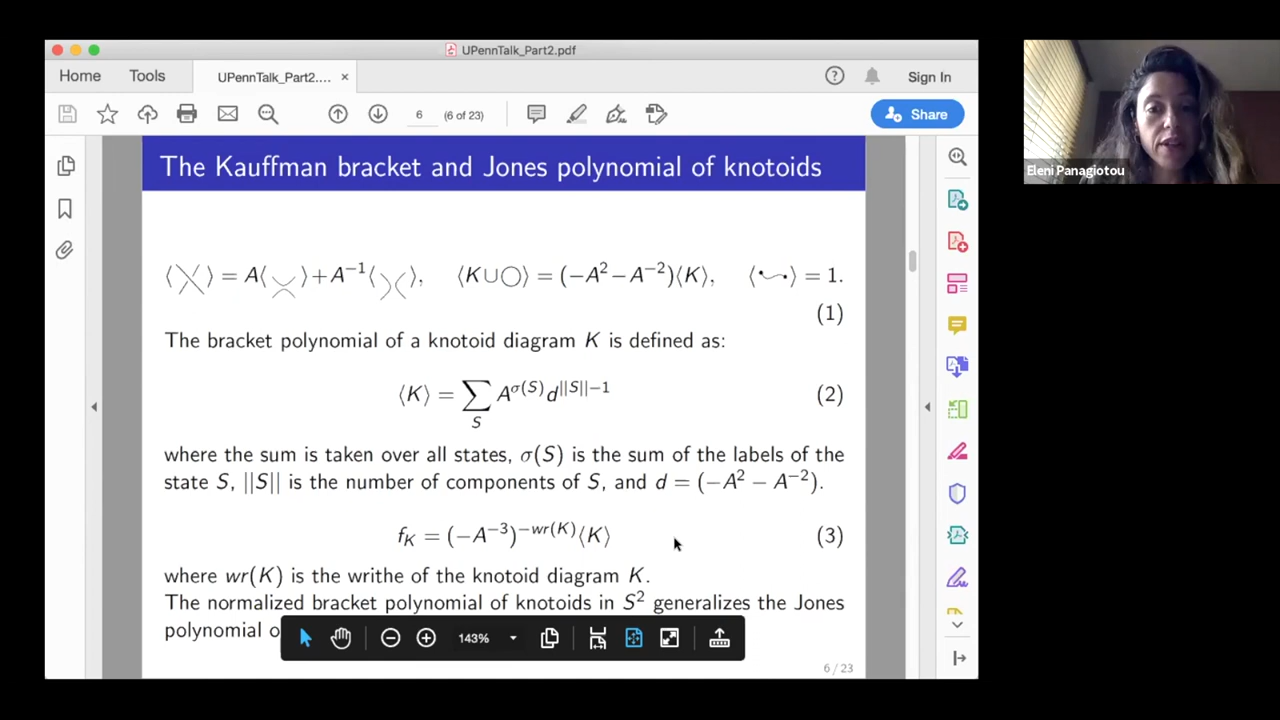 UPennTalk_Part2.pdf
Home Tools UPennTalk_Part2.... × Sign In
6 (6 of 23) Share
The Kauffman bracket and Jones polynomial of knotoids
Eleni Panagiotou
⟨ ⟩ = A⟨ ⟩ + A⁻¹⟨ ⟩, ⟨K∪○⟩ = (−A² − A⁻²)⟨K⟩, ⟨ ⟩ = 1.
(1)
The bracket polynomial of a knotoid diagram K is defined as:
⟨K⟩ = ∑_S A^{σ(S)} d^{||S||−1} (2)
where the sum is taken over all states, σ(S) is the sum of the labels of the
state S, ||S|| is the number of components of S, and d = (−A² − A⁻²).
f_K = (−A⁻³)^{−wr(K)} ⟨K⟩ (3)
where wr(K) is the writhe of the knotoid diagram K.
The normalized bracket polynomial of knotoids in S² generalizes the Jones
polynomial o
143%
6 / 23